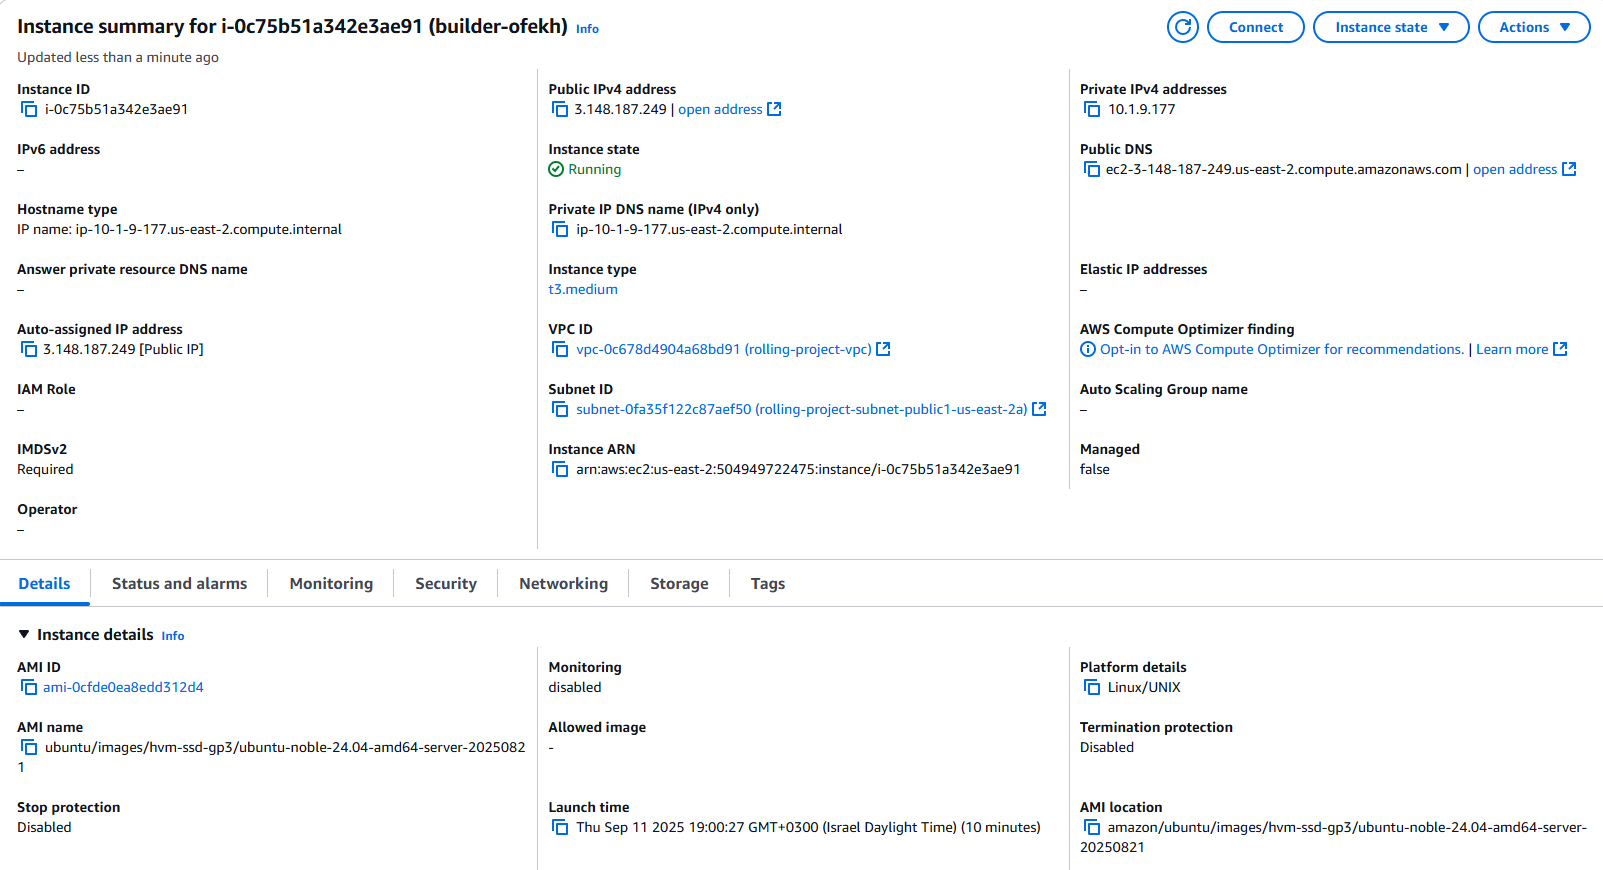 Instance summary for i-0c75b51a342e3ae91 (builder-ofekh) Info
Connect
Instance state
Actions
Updated less than a minute ago
Instance ID
i-0c75b51a342e3ae91
Public IPv4 address
3.148.187.249 | open address
Private IPv4 addresses
10.1.9.177
IPv6 address
–
Instance state
Running
Public DNS
ec2-3-148-187-249.us-east-2.compute.amazonaws.com | open address
Hostname type
IP name: ip-10-1-9-177.us-east-2.compute.internal
Private IP DNS name (IPv4 only)
ip-10-1-9-177.us-east-2.compute.internal
Answer private resource DNS name
–
Instance type
t3.medium
Elastic IP addresses
–
Auto-assigned IP address
3.148.187.249 [Public IP]
VPC ID
vpc-0c678d4904a68bd91 (rolling-project-vpc)
AWS Compute Optimizer finding
Opt-in to AWS Compute Optimizer for recommendations. | Learn more
IAM Role
–
Subnet ID
subnet-0fa35f122c87aef50 (rolling-project-subnet-public1-us-east-2a)
Auto Scaling Group name
–
IMDSv2
Required
Instance ARN
arn:aws:ec2:us-east-2:504949722475:instance/i-0c75b51a342e3ae91
Managed
false
Operator
–
Details
Status and alarms
Monitoring
Security
Networking
Storage
Tags
Instance details Info
AMI ID
ami-0cfde0ea8edd312d4
Monitoring
disabled
Platform details
Linux/UNIX
AMI name
ubuntu/images/hvm-ssd-gp3/ubuntu-noble-24.04-amd64-server-2025082
1
Allowed image
-
Termination protection
Disabled
Stop protection
Disabled
Launch time
Thu Sep 11 2025 19:00:27 GMT+0300 (Israel Daylight Time) (10 minutes)
AMI location
amazon/ubuntu/images/hvm-ssd-gp3/ubuntu-noble-24.04-amd64-server-
20250821